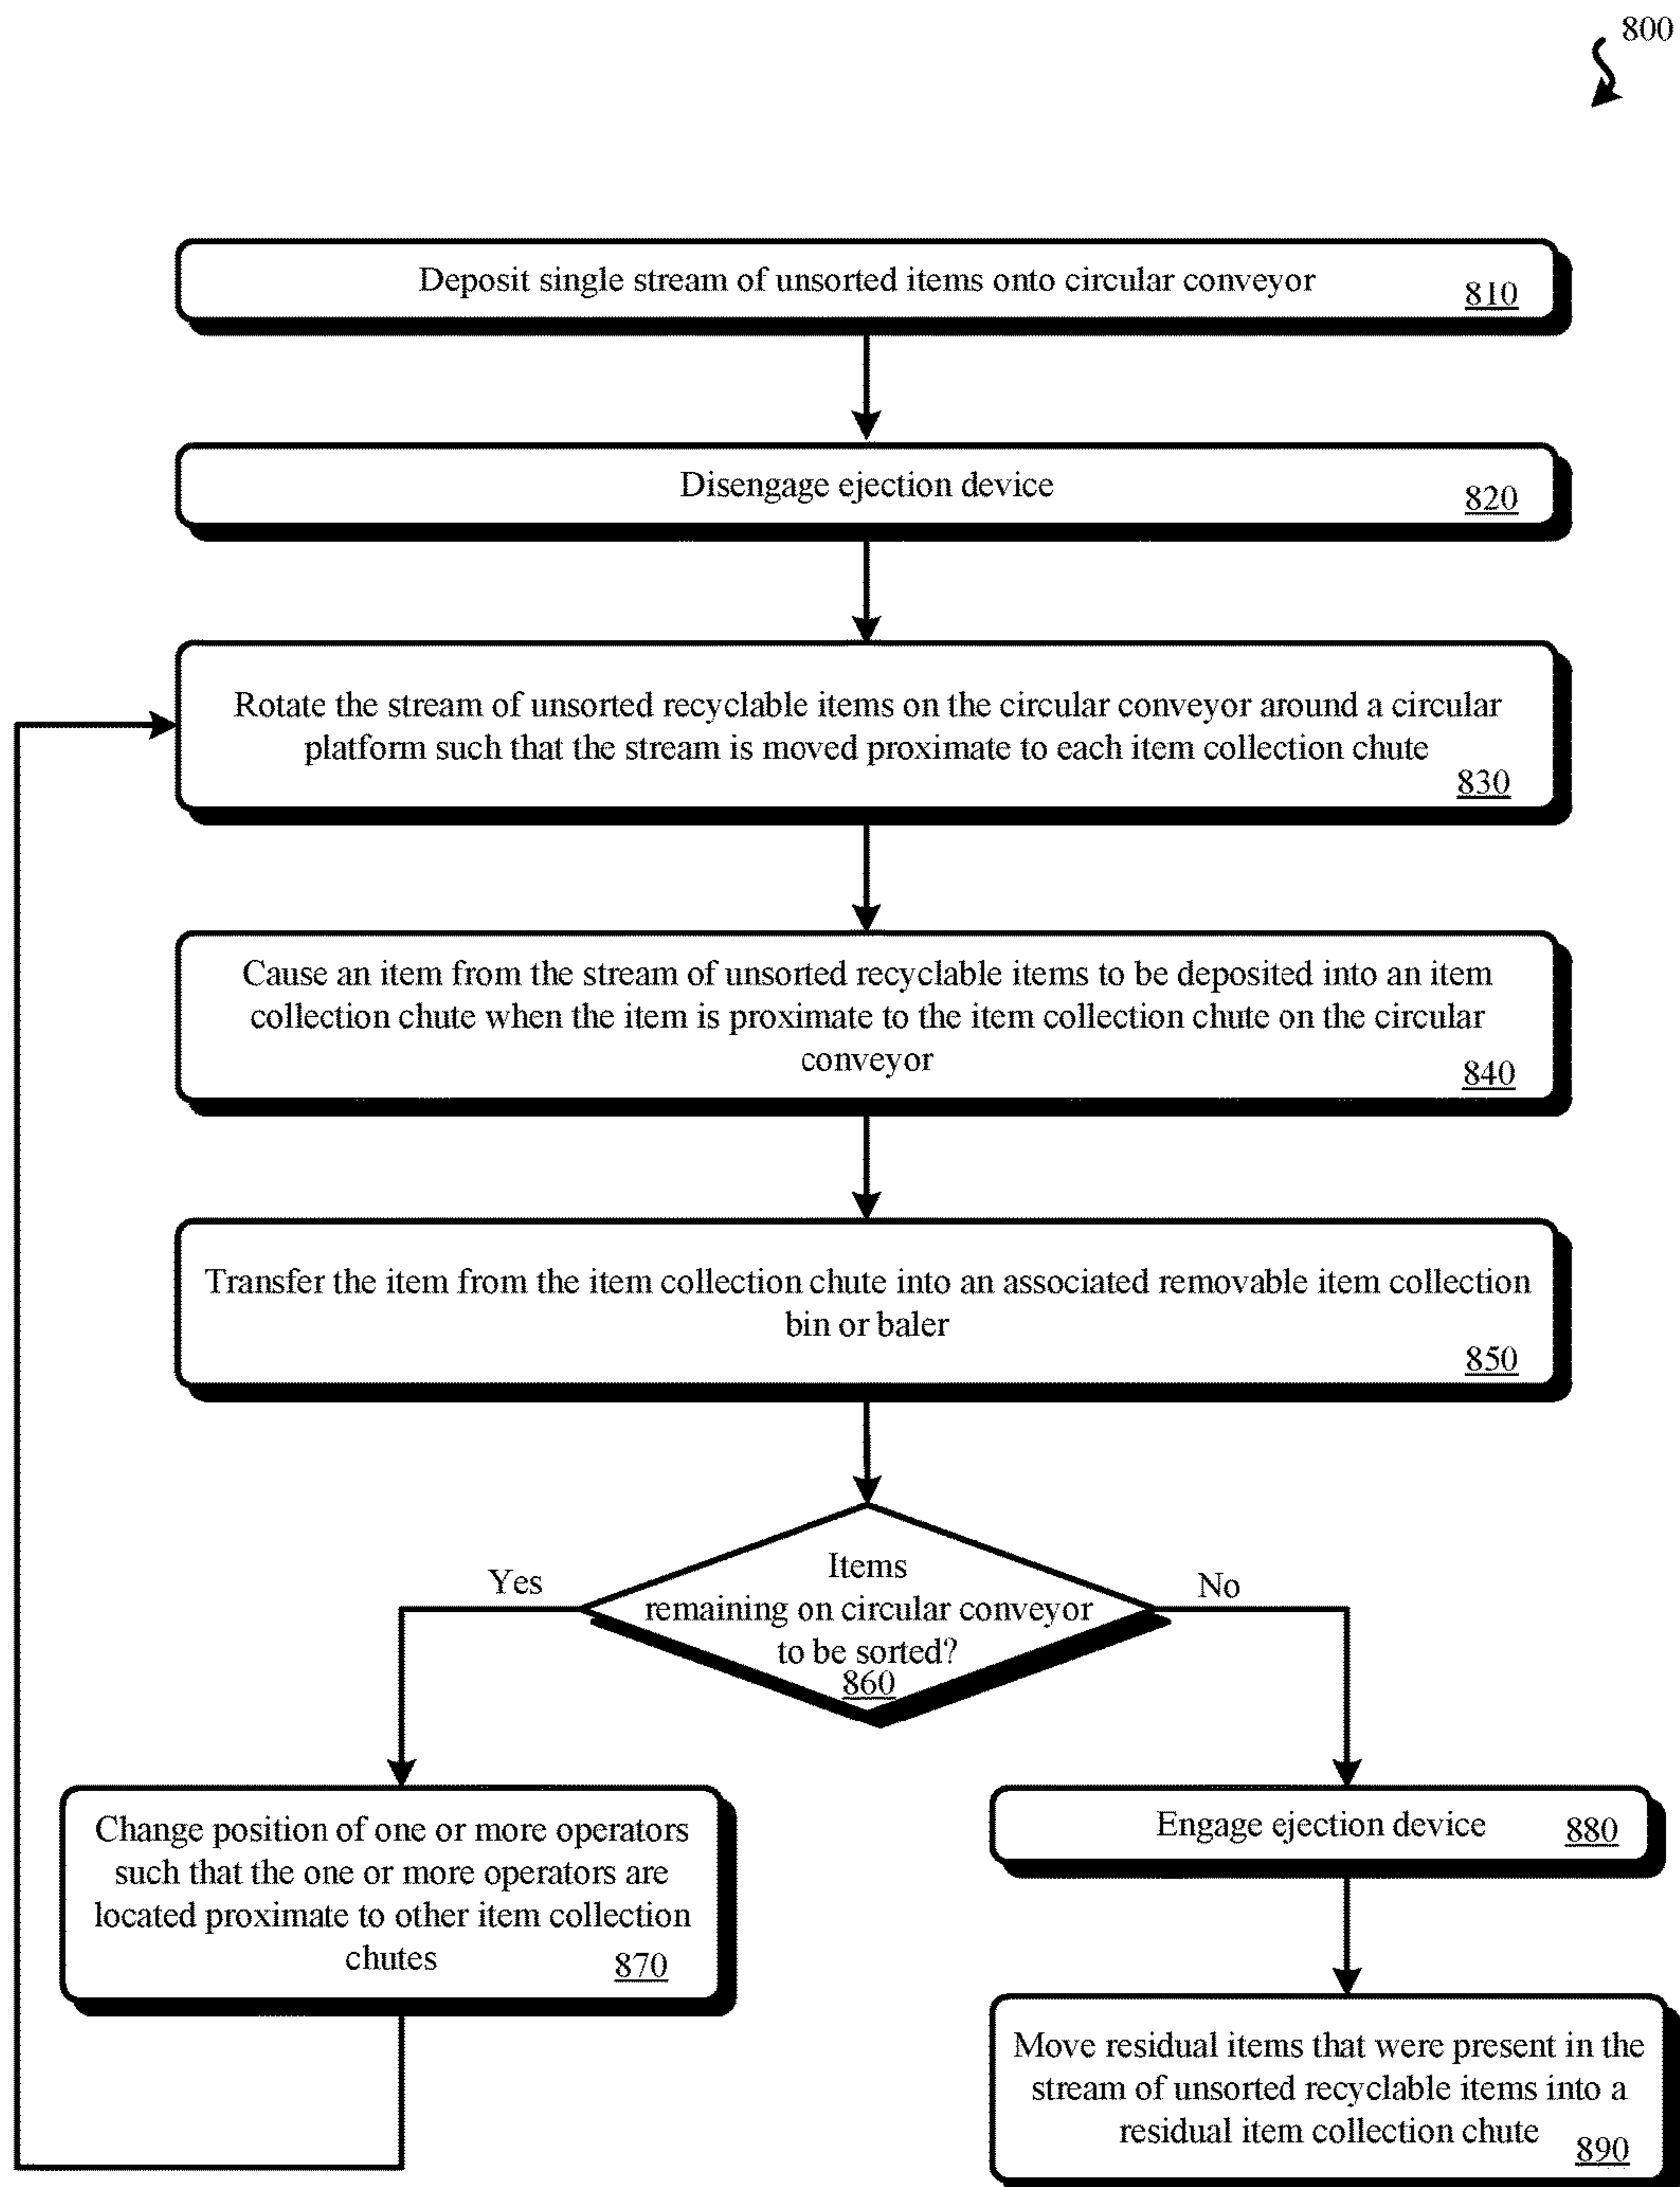 800
Deposit single stream of unsorted items onto circular conveyor
810
Disengage ejection device
820
Rotate the stream of unsorted recyclable items on the circular conveyor around a circular
platform such that the stream is moved proximate to each item collection chute
830
Cause an item from the stream of unsorted recyclable items to be deposited into an item
collection chute when the item is proximate to the item collection chute on the circular
conveyor
840
Transfer the item from the item collection chute into an associated removable item collection
bin or baler
850
Items
remaining on circular conveyor
to be sorted?
860
Yes
No
Change position of one or more operators
such that the one or more operators are
located proximate to other item collection
chutes
870
Engage ejection device
880
Move residual items that were present in the
stream of unsorted recyclable items into a
residual item collection chute
890